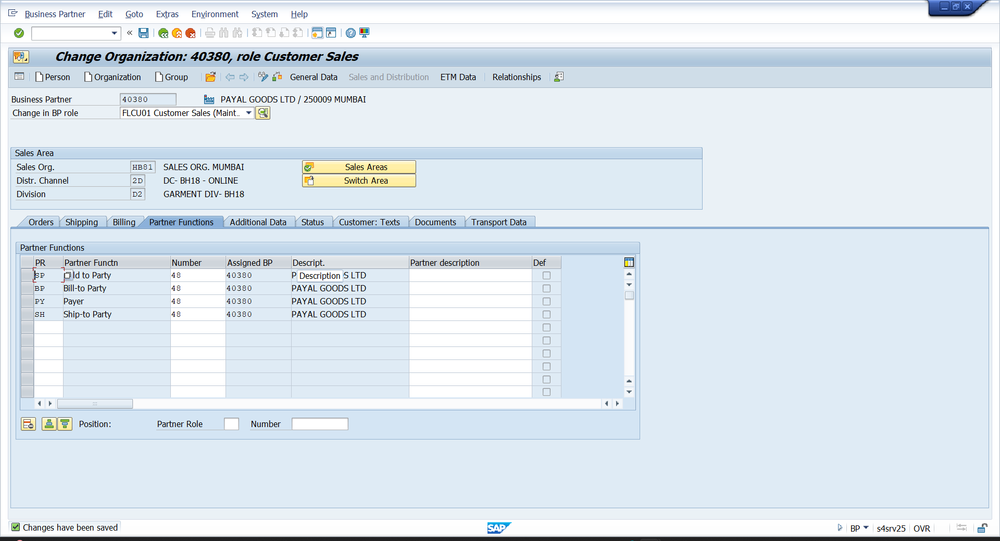 Business Partner Edit Goto Extras Environment System Help
Change Organization: 40380, role Customer Sales
Person Organization Group General Data Sales and Distribution ETM Data Relationships
Business Partner 40380 PAYAL GOODS LTD / 250009 MUMBAI
Change in BP role FLCU01 Customer Sales (Maint..
Sales Area
Sales Org. HB81 SALES ORG. MUMBAI Sales Areas
Distr. Channel 2D DC- BH18 - ONLINE Switch Area
Division D2 GARMENT DIV- BH18
Orders Shipping Billing Partner Functions Additional Data Status Customer: Texts Documents Transport Data
Partner Functions
PR Partner Functn Number Assigned BP Descript. Partner description Def
SP ld to Party 48 40380 P Description S LTD
BP Bill-to Party 48 40380 PAYAL GOODS LTD
PY Payer 48 40380 PAYAL GOODS LTD
SH Ship-to Party 48 40380 PAYAL GOODS LTD
Position: Partner Role Number
Changes have been saved SAP BP s4srv25 OVR